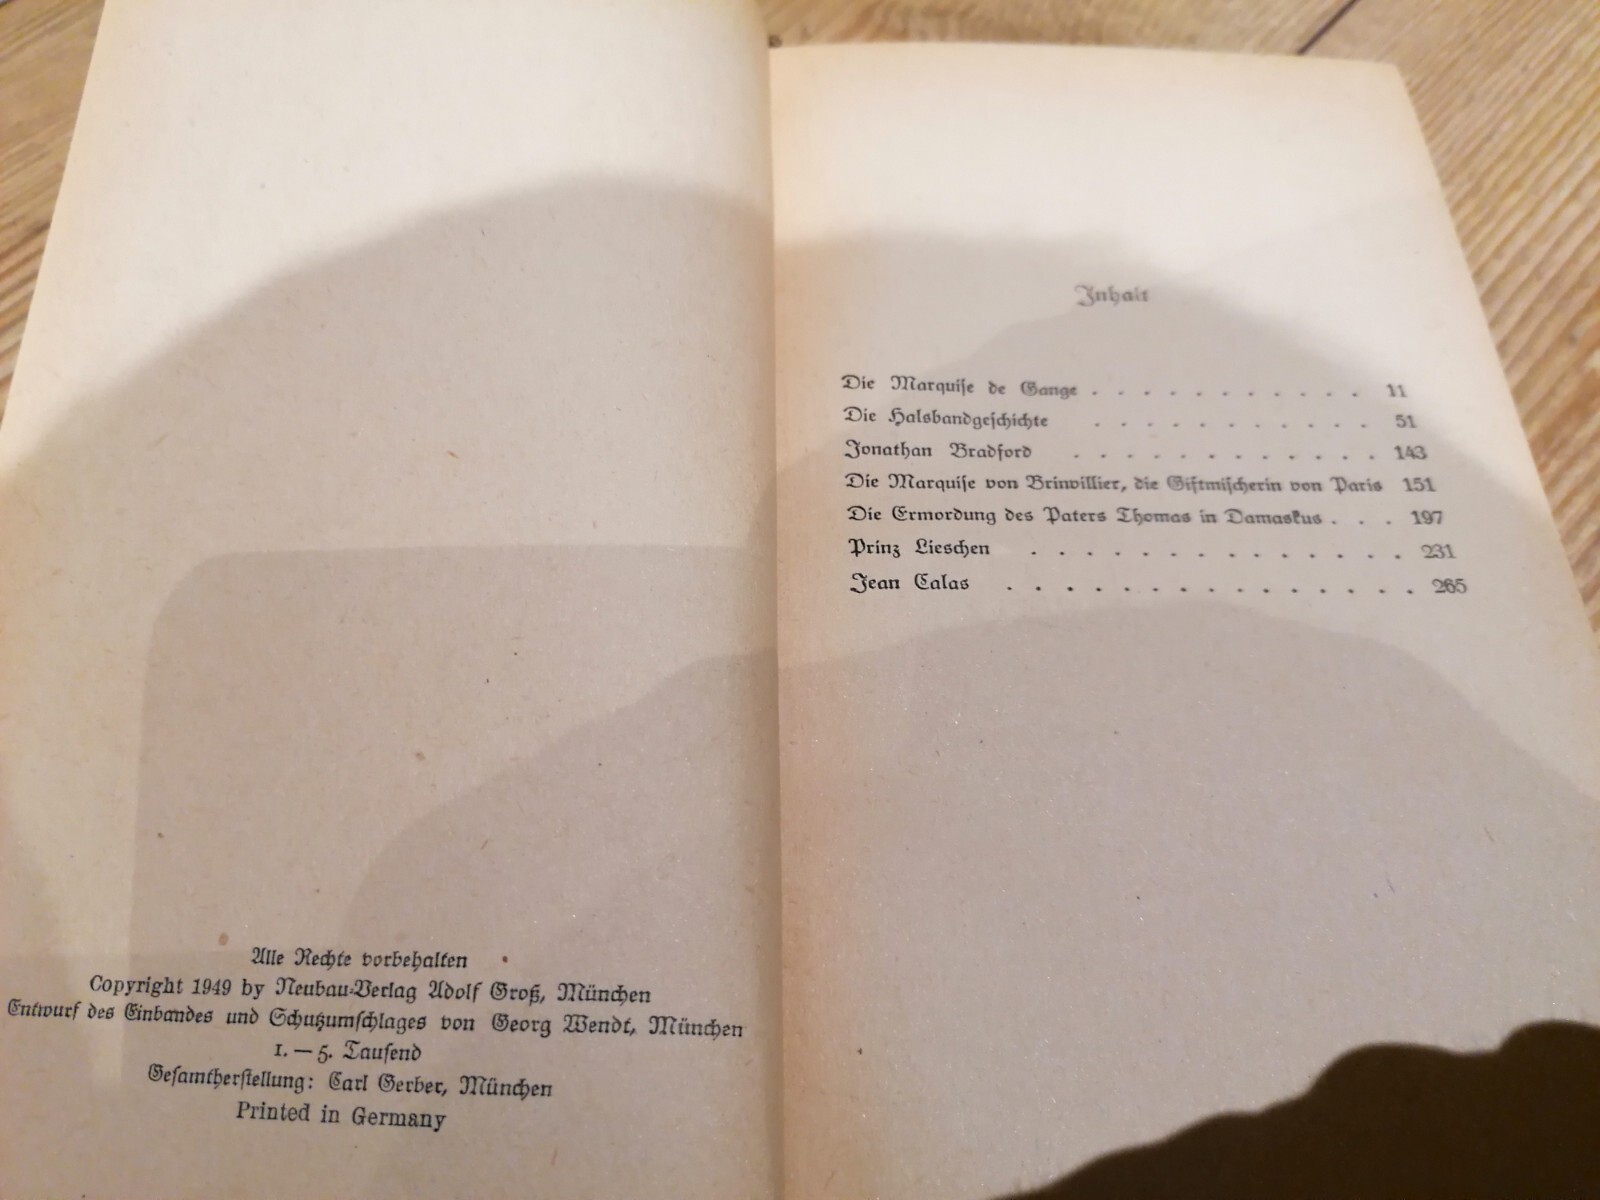 Alle Rechte vorbehalten
Copyright 1949 by Neubau-Verlag Adolf Groß, München
Entwurf des Einbandes und Schutzumschlages von Georg Wendt, München
1. — 5. Tausend
Gesamtherstellung: Carl Gerber, München
Printed in Germany
Inhalt
Die Marquise de Gange . . . . . . . . . . . 11
Die Halsbandgeschichte . . . . . . . . . . . 51
Jonathan Bradford . . . . . . . . . . . . 143
Die Marquise von Brinvillier, die Giftmischerin von Paris 151
Die Ermordung des Paters Thomas in Damaskus . . . 197
Prinz Lieschen . . . . . . . . . . . . . . 231
Jean Calas . . . . . . . . . . . . . . . 265